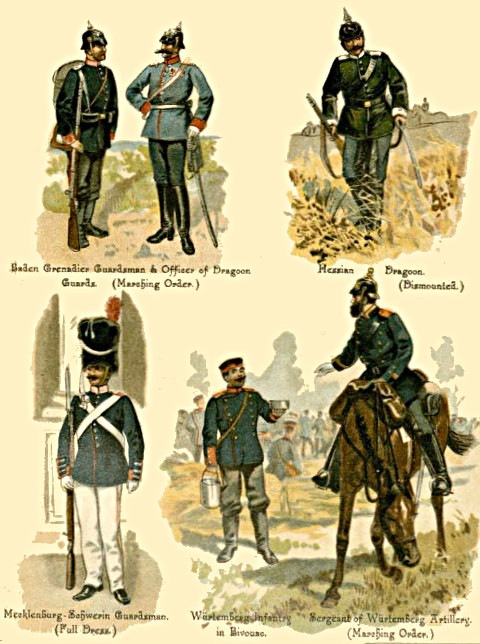 Baden Grenadier Guardsman & Officer of Dragoon
Guards. (Marching Order.)
Hessian Dragoon.
(Dismounted.)
Mecklenburg-Schwerin Guardsman.
(Full Dress.)
Würtemberg Infantry
in Bivouac.
Sergeant of Würtemberg Artillery.
(Marching Order.)